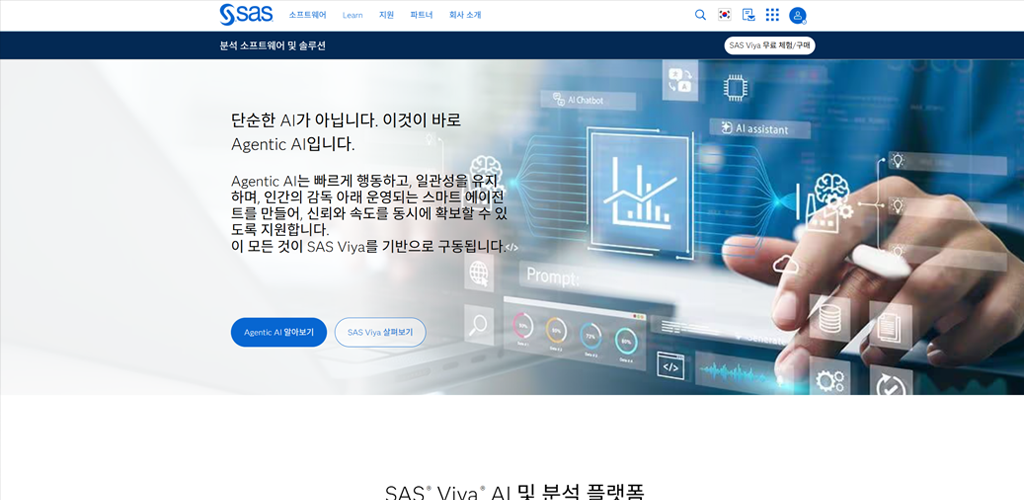 sas
소프트웨어
Learn
지원
파트너
회사 소개
분석 소프트웨어 및 솔루션
SAS Viya 무료 체험/구매
단순한 AI가 아닙니다. 이것이 바로
Agentic AI입니다.
Agentic AI는 빠르게 행동하고, 일관성을 유지
하며, 인간의 감독 아래 운영되는 스마트 에이전
트를 만들어, 신뢰와 속도를 동시에 확보할 수 있
도록 지원합니다.
이 모든 것이 SAS Viya를 기반으로 구동됩니다.
Agentic AI 알아보기
SAS Viya 살펴보기
AI Chatbot
AI assistant
</>
Prompt:
</>
SAS® Viya® AI 및 분석 플랫폼